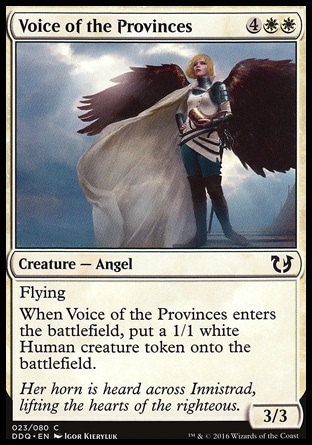 Voice of the Provinces 4
Creature — Angel
Flying
When Voice of the Provinces enters
the battlefield, put a 1/1 white
Human creature token onto the
battlefield.
Her horn is heard across Innistrad,
lifting the hearts of the righteous.
3/3
023/080 C
DDQ • EN Igor Kieryluk
™ & © 2016 Wizards of the Coast